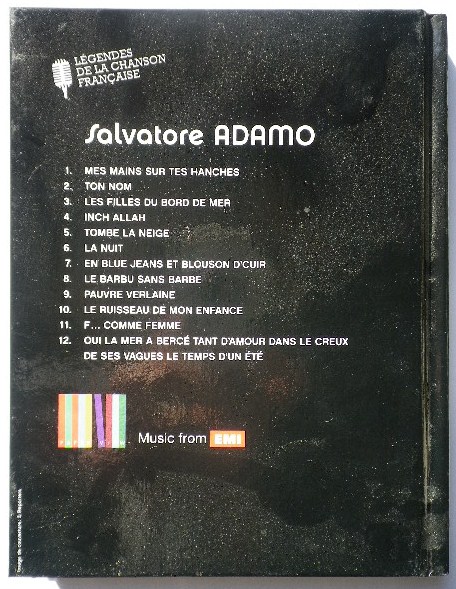 LÉGENDES
DE LA CHANSON
FRANÇAISE
Salvatore ADAMO
1. MES MAINS SUR TES HANCHES
2. TON NOM
3. LES FILLES DU BORD DE MER
4. INCH ALLAH
5. TOMBE LA NEIGE
6. LA NUIT
7. EN BLUE JEANS ET BLOUSON D'CUIR
8. LE BARBU SANS BARBE
9. PAUVRE VERLAINE
10. LE RUISSEAU DE MON ENFANCE
11. F... COMME FEMME
12. OUI LA MER A BERCÉ TANT D'AMOUR DANS LE CREUX
DE SES VAGUES LE TEMPS D'UN ÉTÉ
Music from EMI
Image de couverture: © Reporters